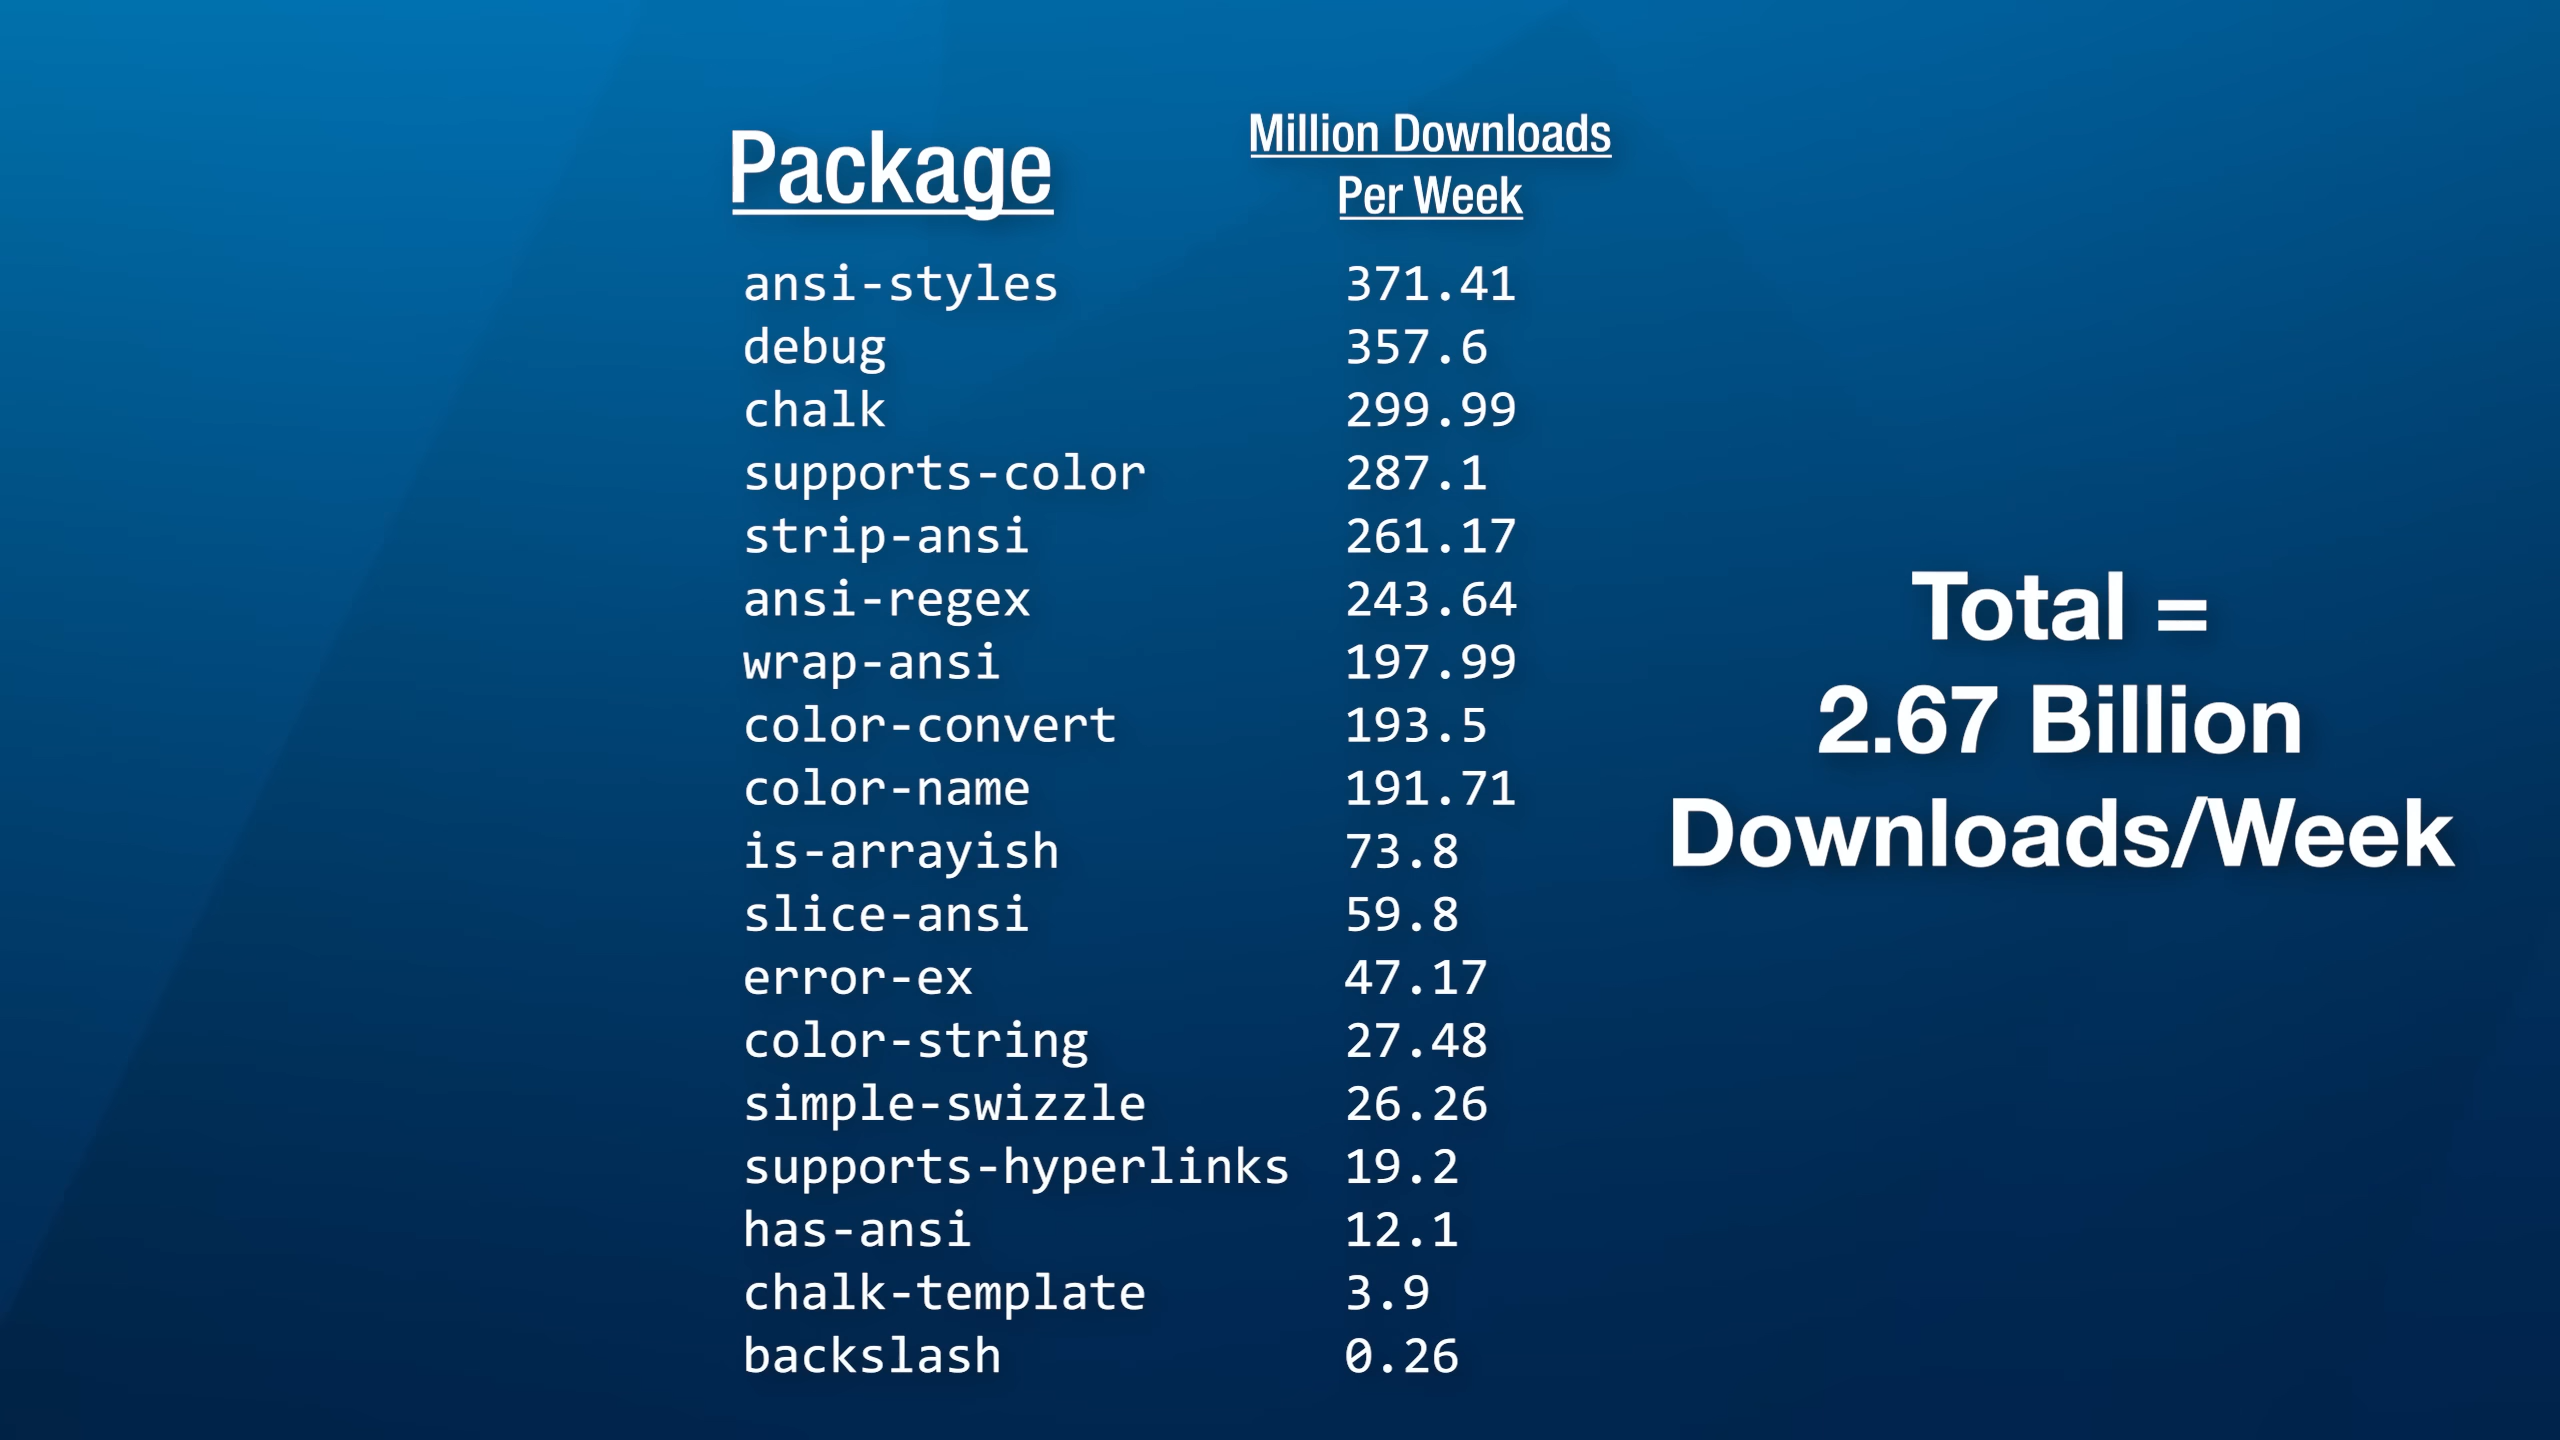 Package
Million Downloads
Per Week
ansi-styles 371.41
debug 357.6
chalk 299.99
supports-color 287.1
strip-ansi 261.17
ansi-regex 243.64
wrap-ansi 197.99
color-convert 193.5
color-name 191.71
is-arrayish 73.8
slice-ansi 59.8
error-ex 47.17
color-string 27.48
simple-swizzle 26.26
supports-hyperlinks 19.2
has-ansi 12.1
chalk-template 3.9
backslash 0.26
Total =
2.67 Billion
Downloads/Week